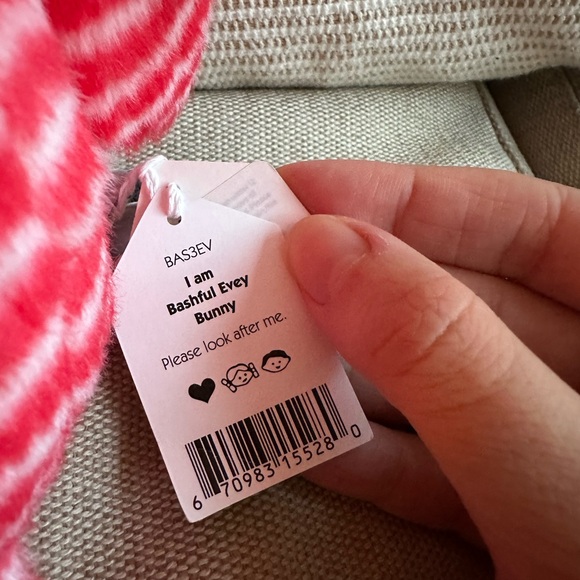 BAS3EV
I am
Bashful Evey
Bunny
Please look after me.
6 70983 15528 0